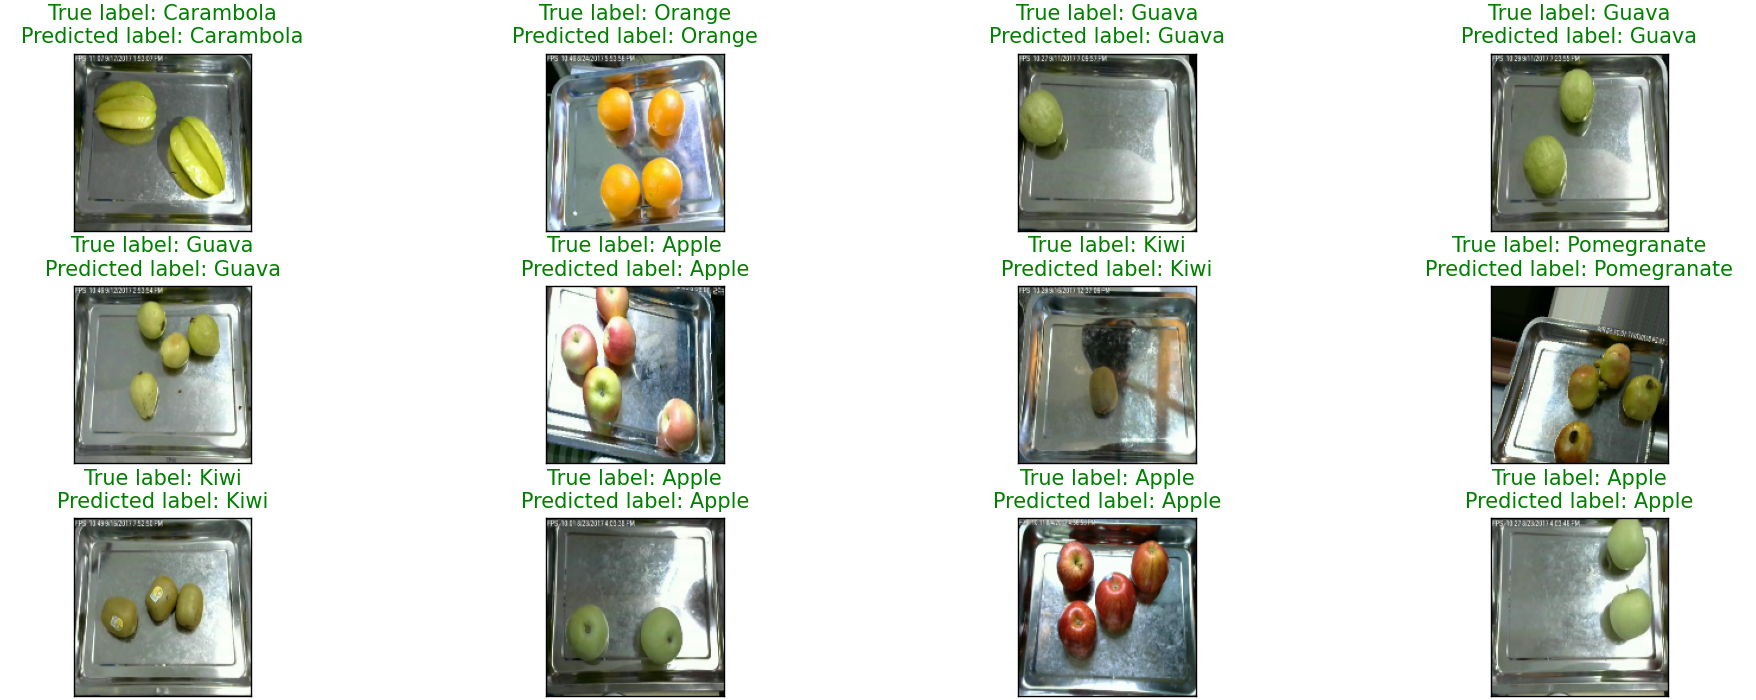 True label: Carambola
Predicted label: Carambola
True label: Orange
Predicted label: Orange
True label: Guava
Predicted label: Guava
True label: Guava
Predicted label: Guava
True label: Guava
Predicted label: Guava
True label: Apple
Predicted label: Apple
True label: Kiwi
Predicted label: Kiwi
True label: Pomegranate
Predicted label: Pomegranate
True label: Kiwi
Predicted label: Kiwi
True label: Apple
Predicted label: Apple
True label: Apple
Predicted label: Apple
True label: Apple
Predicted label: Apple